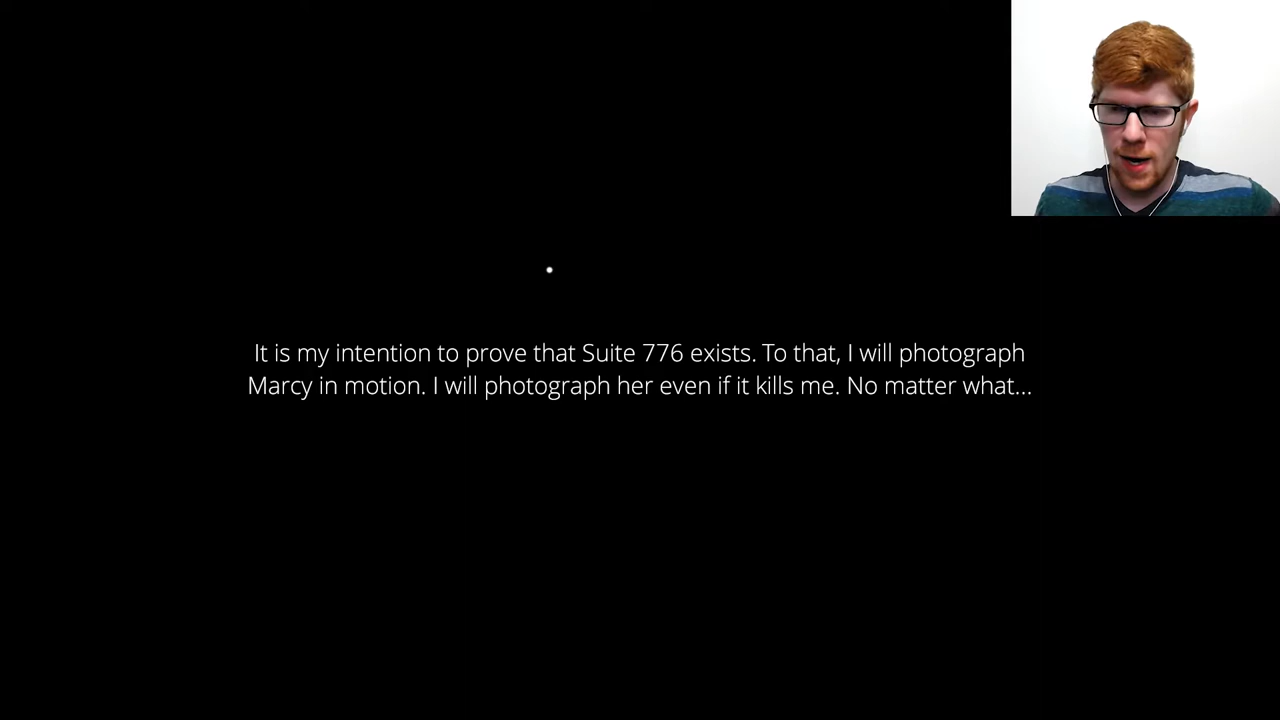 It is my intention to prove that Suite 776 exists. To that, I will photograph
Marcy in motion. I will photograph her even if it kills me. No matter what...